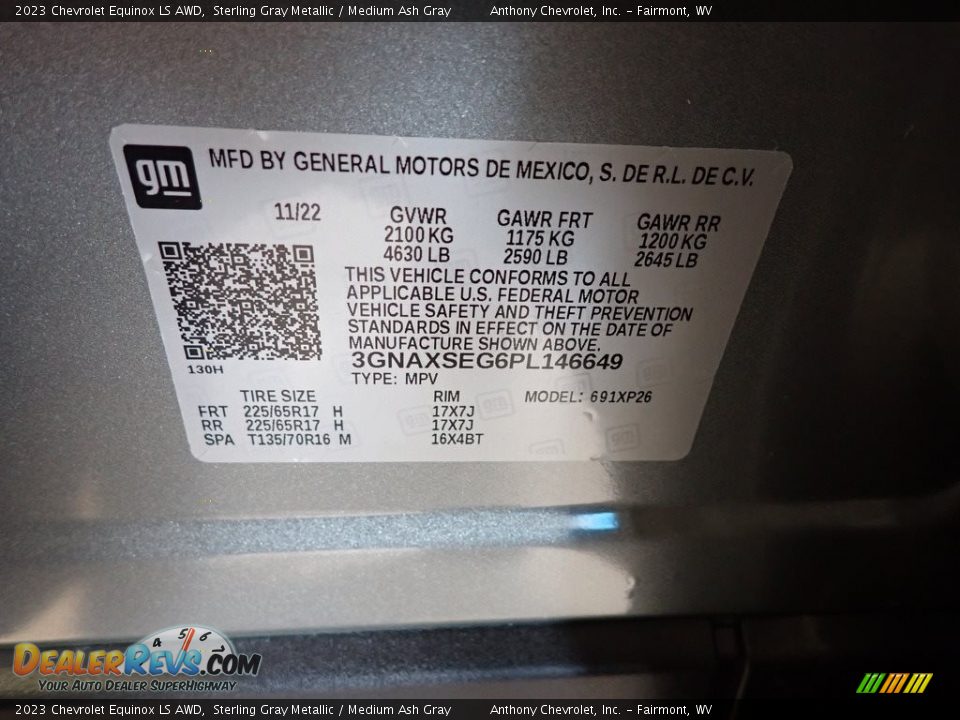 2023 Chevrolet Equinox LS AWD, Sterling Gray Metallic / Medium Ash Gray Anthony Chevrolet, Inc. - Fairmont, WV
gm MFD BY GENERAL MOTORS DE MEXICO, S. DE R.L. DE C.V.
11/22 GVWR GAWR FRT GAWR RR
2100 KG 1175 KG 1200 KG
4630 LB 2590 LB 2645 LB
THIS VEHICLE CONFORMS TO ALL
APPLICABLE U.S. FEDERAL MOTOR
VEHICLE SAFETY AND THEFT PREVENTION
STANDARDS IN EFFECT ON THE DATE OF
MANUFACTURE SHOWN ABOVE.
3GNAXSEG6PL146649
130H
TYPE: MPV
TIRE SIZE RIM MODEL: 691XP26
FRT 225/65R17 H 17X7J
RR 225/65R17 H 17X7J
SPA T135/70R16 M 16X4BT
4 5 6
DEALERREVS.COM
YOUR AUTO DEALER SUPERHIGHWAY
2023 Chevrolet Equinox LS AWD, Sterling Gray Metallic / Medium Ash Gray Anthony Chevrolet, Inc. - Fairmont, WV